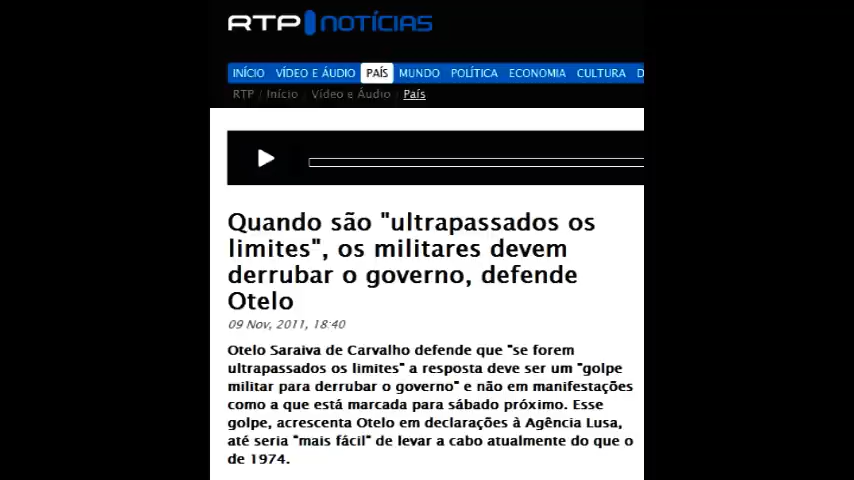 RTP NOTÍCIAS
INÍCIO VÍDEO E ÁUDIO PAÍS MUNDO POLÍTICA ECONOMIA CULTURA D
RTP / Início / Vídeo e Áudio / País
Quando são "ultrapassados os
limites", os militares devem
derrubar o governo, defende
Otelo
09 Nov, 2011, 18:40
Otelo Saraiva de Carvalho defende que "se forem
ultrapassados os limites" a resposta deve ser um "golpe
militar para derrubar o governo" e não em manifestações
como a que está marcada para sábado próximo. Esse
golpe, acrescenta Otelo em declarações à Agência Lusa,
até seria "mais fácil" de levar a cabo atualmente do que o
de 1974.